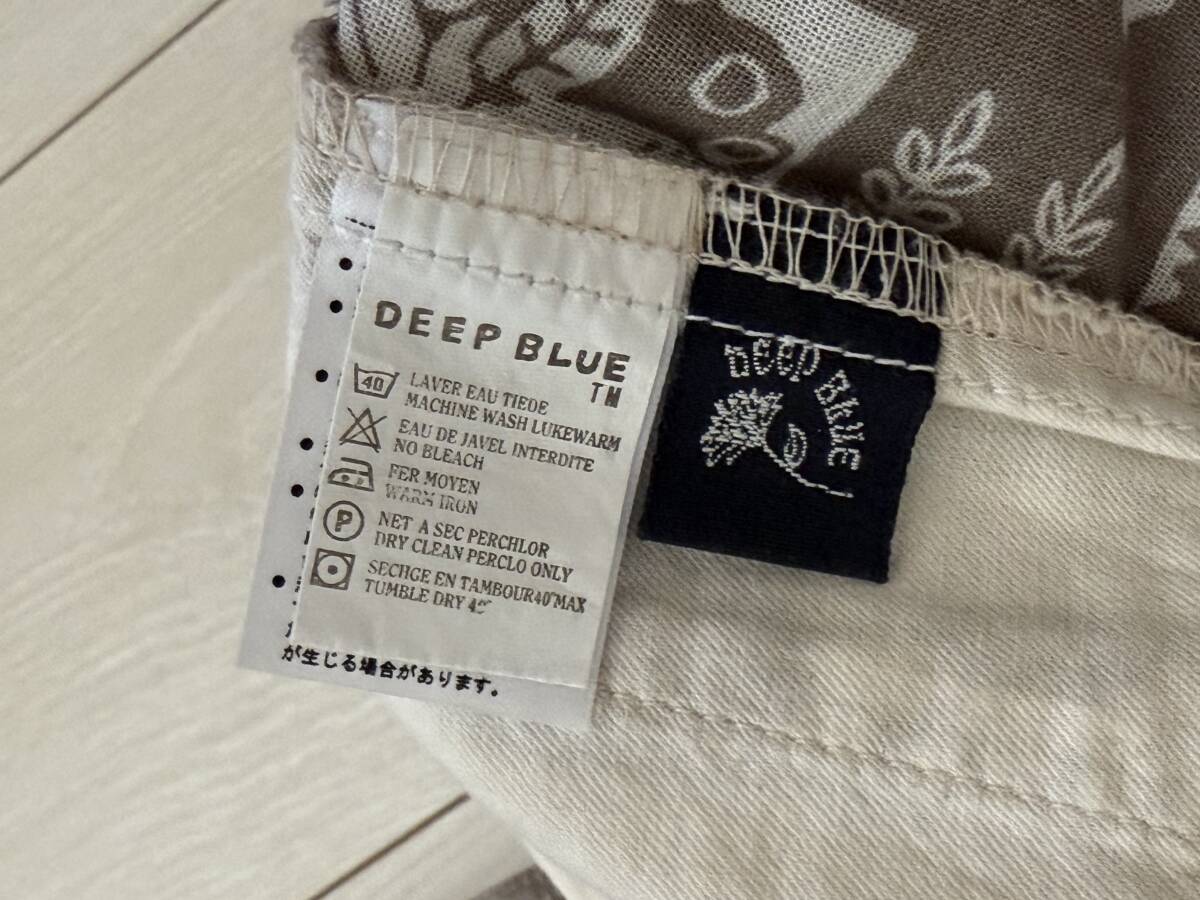 DEEP BLUE
TM
40
LAVER EAU TIEDE
MACHINE WASH LUKEWARM
EAU DE JAVEL INTERDITE
NO BLEACH
FER MOYEN
WARM IRON
P
NET A SEC PERCHLOR
DRY CLEAN PERCLO ONLY
SECHGE EN TAMBOUR40°MAX
TUMBLE DRY 4
が生じる場合があります。
DEEP BLUE